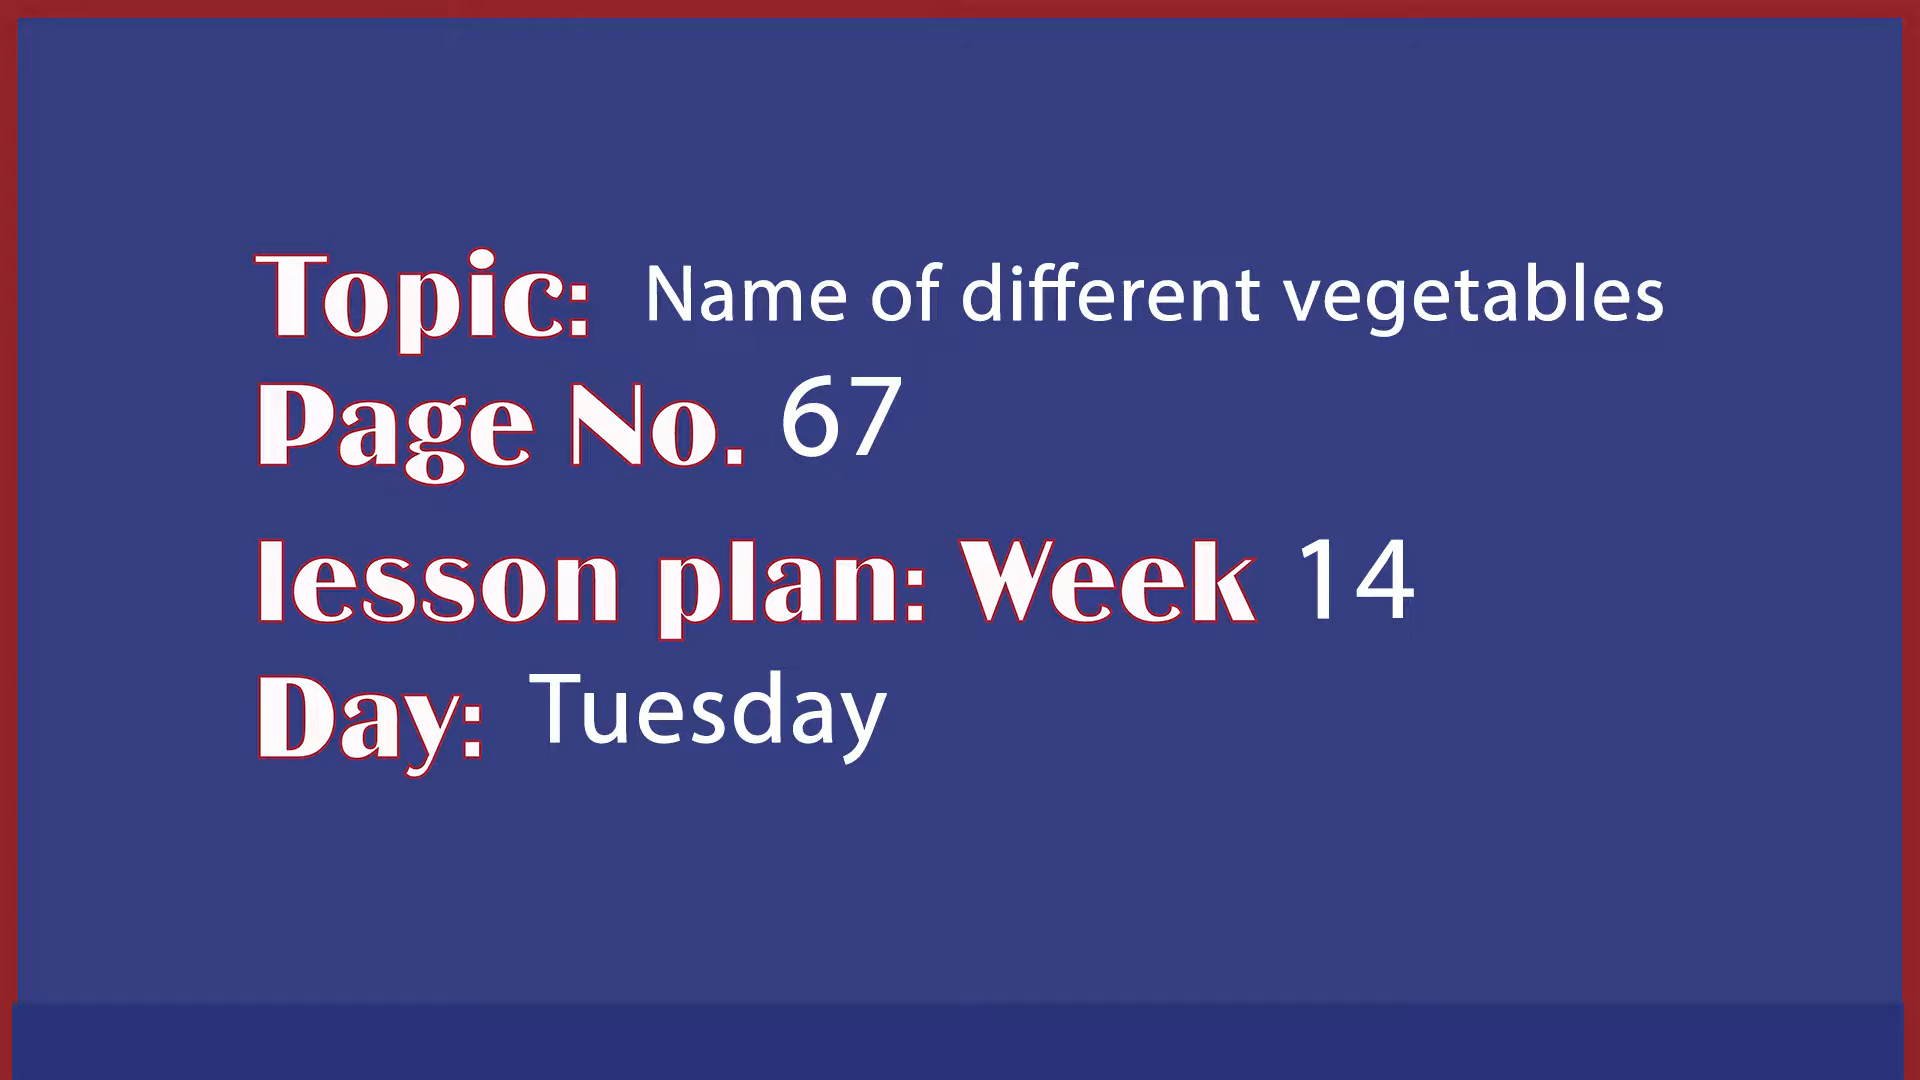 Topic: Name of different vegetables
Page No. 67
lesson plan: Week 14
Day: Tuesday